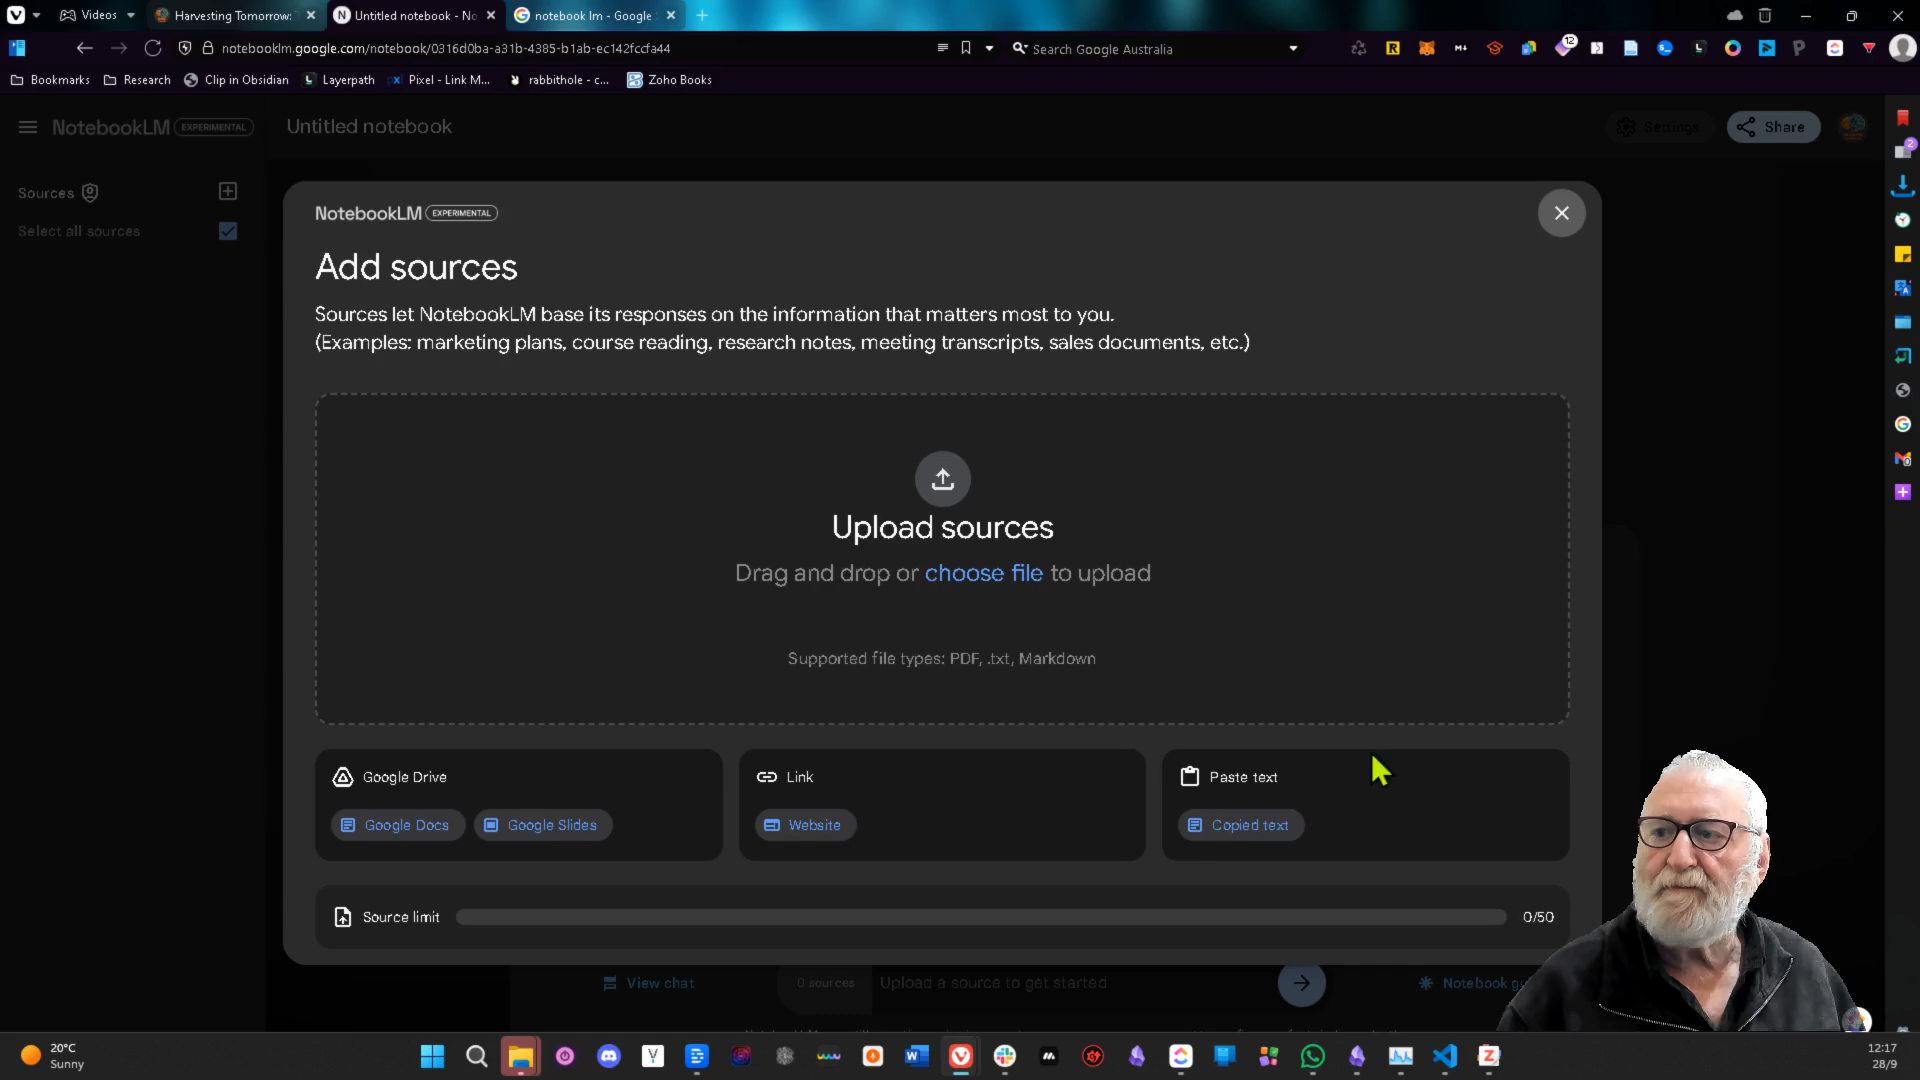 Videos
Harvesting Tomorrow:
Untitled notebook - No
notebook lm - Google
notebooklm.google.com/notebook/0316d0ba-a31b-4385-b1ab-ec142fccfa44
Search Google Australia
12
Bookmarks
Research
Clip in Obsidian
Layerpath
Pixel - Link M...
rabbithole - c...
Zoho Books
NotebookLM EXPERIMENTAL
Untitled notebook
Settings
Share
2
Sources
Select all sources
NotebookLM EXPERIMENTAL
Add sources
Sources let NotebookLM base its responses on the information that matters most to you.
(Examples: marketing plans, course reading, research notes, meeting transcripts, sales documents, etc.)
Upload sources
Drag and drop or choose file to upload
Supported file types: PDF, .txt, Markdown
Google Drive
Google Docs
Google Slides
Link
Website
Paste text
Copied text
Source limit
0/50
View chat
0 sources
Upload a source to get started
Notebook gu
20°C
Sunny
12:17
28/9